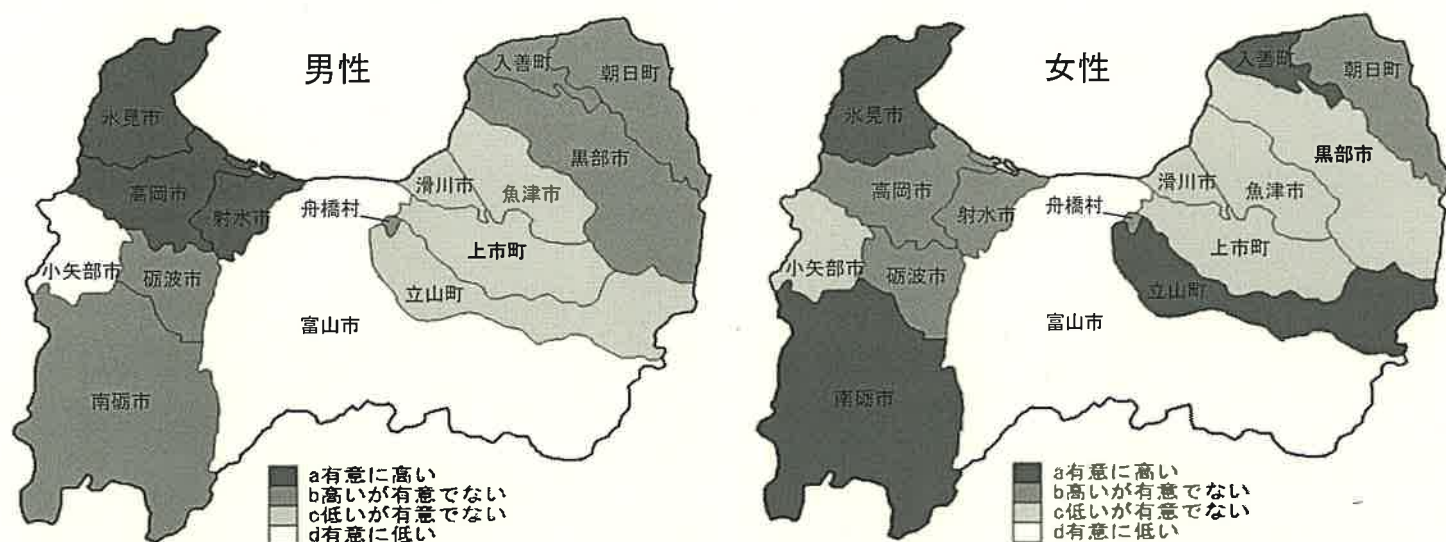 男性
氷見市
高岡市
射水市
小矢部市
砺波市
南砺市
富山市
舟橋村
滑川市
魚津市
上市町
立山町
黒部市
入善町
朝日町
a有意に高い
b高いが有意でない
c低いが有意でない
d有意に低い
女性
氷見市
高岡市
射水市
小矢部市
砺波市
南砺市
富山市
舟橋村
滑川市
魚津市
上市町
立山町
黒部市
入善町
朝日町
a有意に高い
b高いが有意でない
c低いが有意でない
d有意に低い